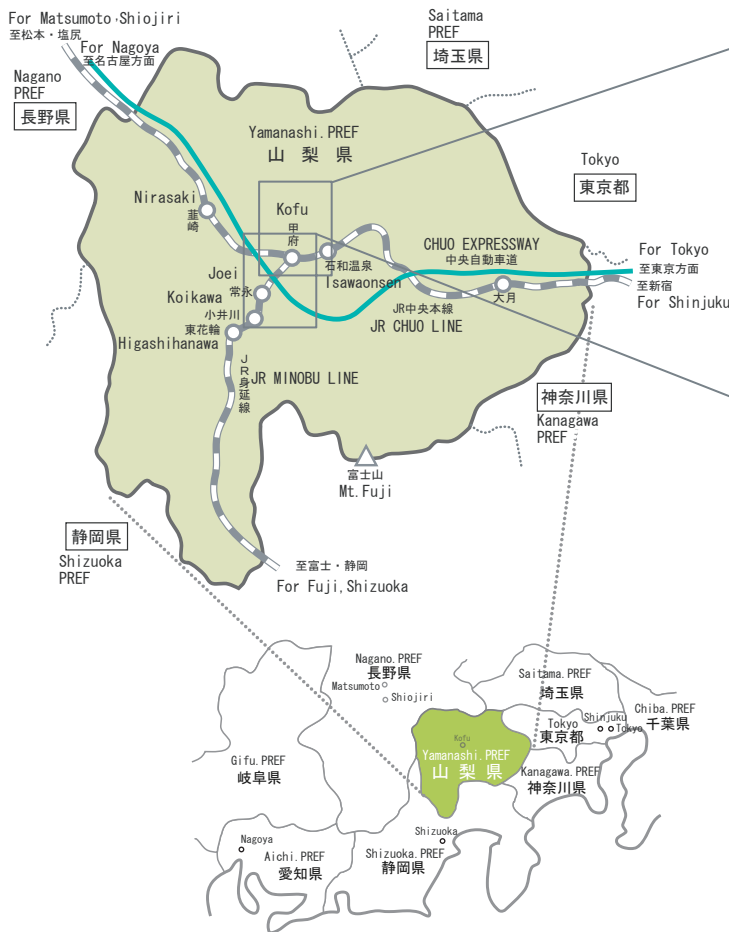 For Matsumoto・Shiojiri
至松本・塩尻
For Nagoya
至名古屋方面
Nagano
PREF
長野県
Saitama
PREF
埼玉県
Yamanashi.PREF
山梨県
Tokyo
東京都
Nirasaki
韮崎
Kofu
甲府
石和温泉
Isawaonsen
CHUO EXPRESSWAY
中央自動車道
For Tokyo
至東京方面
至新宿
For Shinjuku
大月
JR中央本線
JR CHUO LINE
Joei
常永
Koikawa
小井川
東花輪
Higashihanawa
JR身延線
JR MINOBU LINE
神奈川県
Kanagawa
PREF
富士山
Mt.Fuji
静岡県
Shizuoka
PREF
至富士・静岡
For Fuji,Shizuoka
Nagano.PREF
長野県
Matsumoto
Shiojiri
Saitama.PREF
埼玉県
Chiba.PREF
千葉県
Tokyo
東京都
Shinjuku
Tokyo
Kofu
Yamanashi.PREF
山梨県
Gifu.PREF
岐阜県
Kanagawa.PREF
神奈川県
Nagoya
Aichi.PREF
愛知県
Shizuoka
Shizuoka.PREF
静岡県